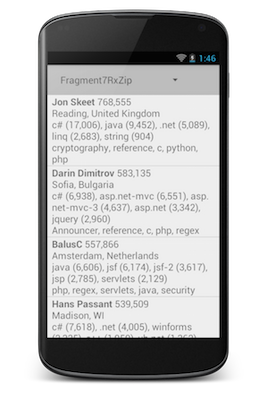 1:46
Fragment7RxZip
Jon Skeet 768,555
Reading, United Kingdom
c# (17,006), java (9,452), .net (5,089),
linq (2,683), string (904)
cryptography, reference, c, python,
php
Darin Dimitrov 583,135
Sofia, Bulgaria
c# (6,938), asp.net-mvc (6,551), asp.
net-mvc-3 (4,637), asp.net (3,342),
jquery (2,960)
Announcer, reference, c, php, regex
BalusC 557,866
Amsterdam, Netherlands
java (6,606), jsf (6,174), jsf-2 (3,617),
jsp (2,785), servlets (2,129)
php, regex, servlets, java, security
Hans Passant 539,509
Madison, WI
c# (7,618), .net (4,005), winforms